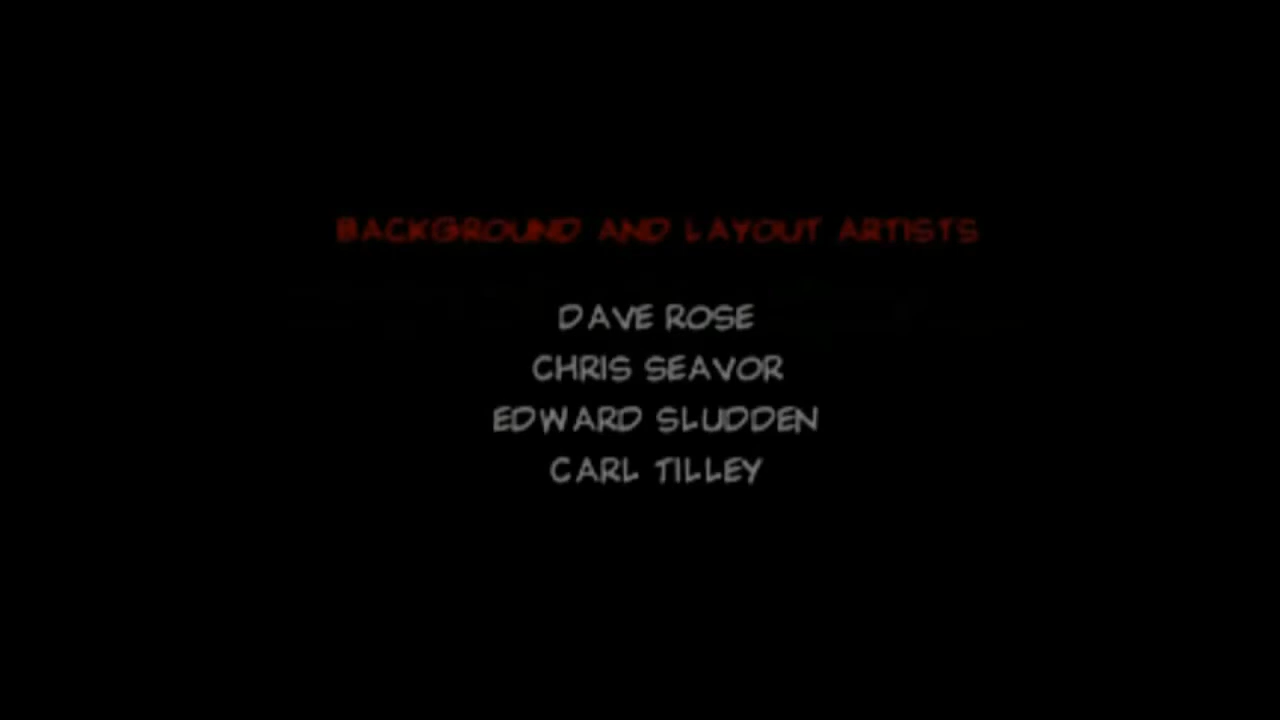 BACKGROUND AND LAYOUT ARTISTS
DAVE ROSE
CHRIS SEAVOR
EDWARD SLUDDEN
CARL TILLEY